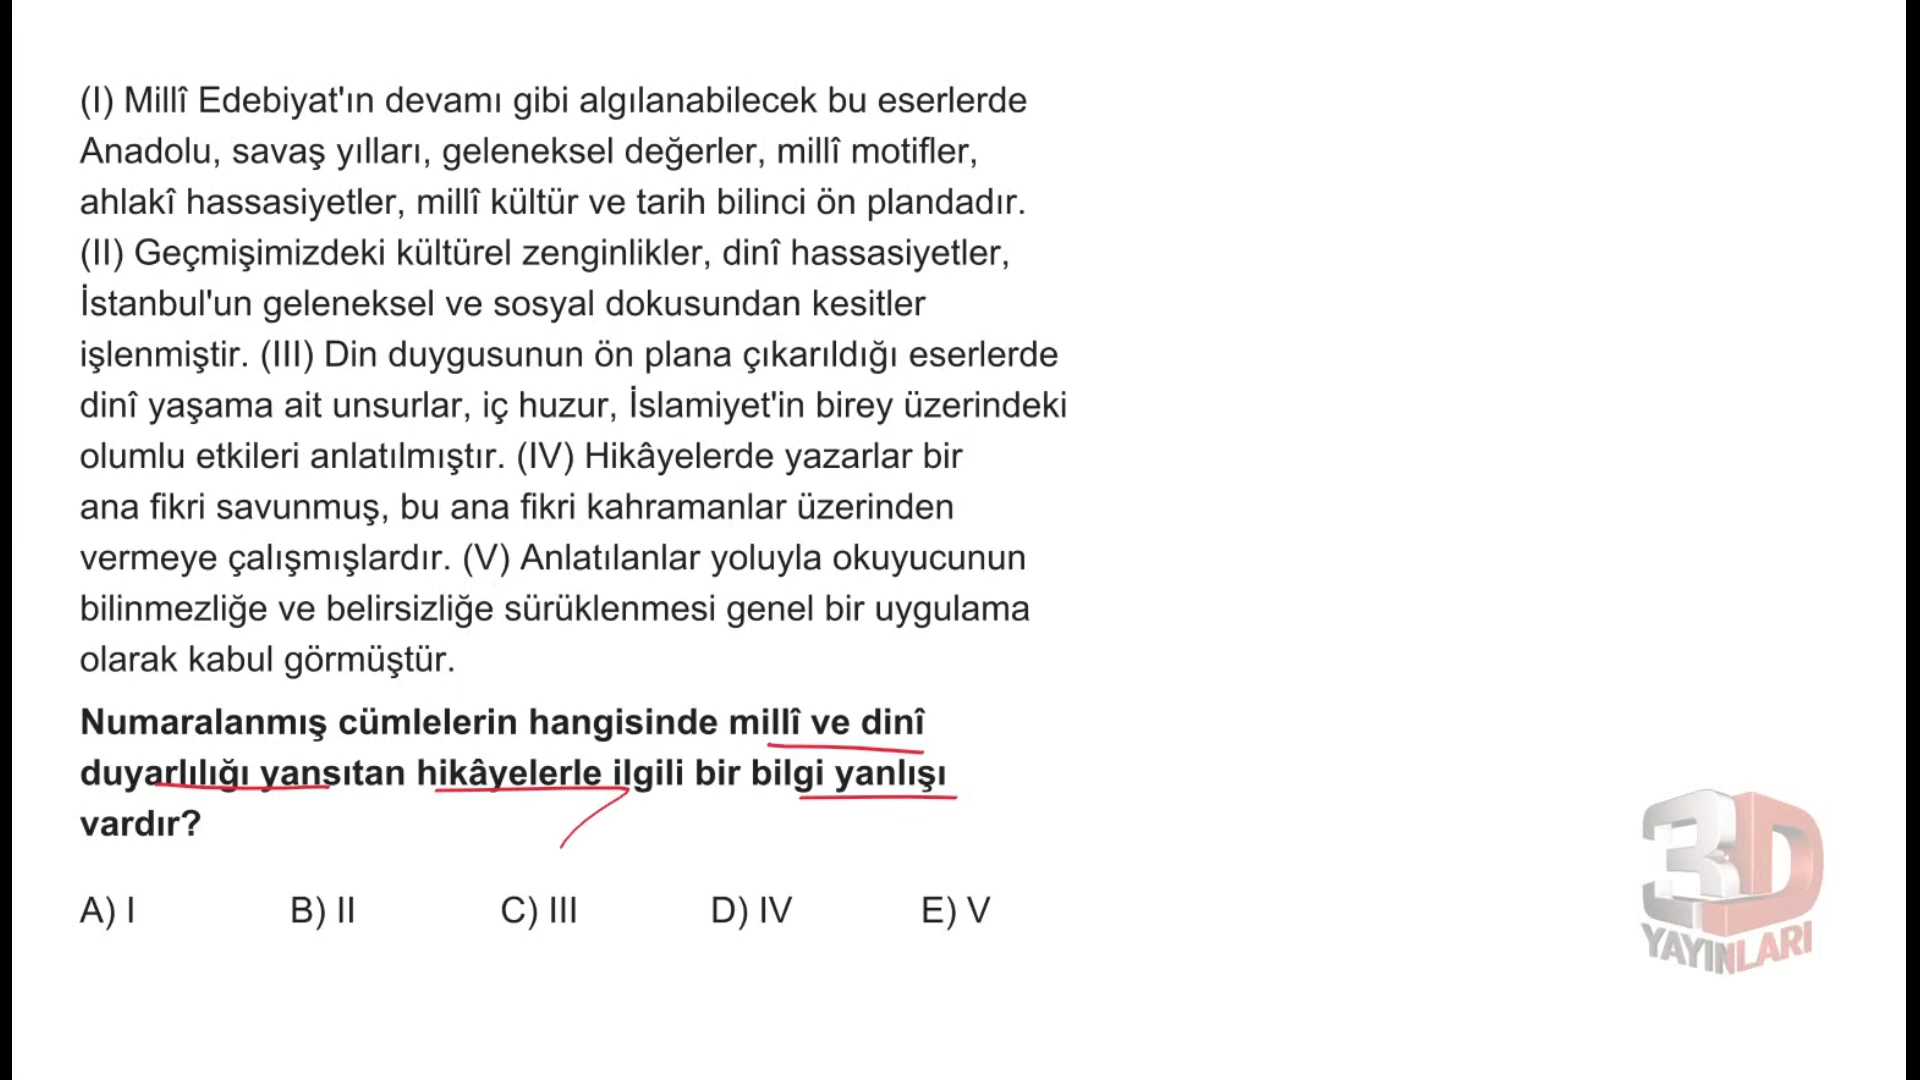 (I) Millî Edebiyat'ın devamı gibi algılanabilecek bu eserlerde
Anadolu, savaş yılları, geleneksel değerler, millî motifler,
ahlakî hassasiyetler, millî kültür ve tarih bilinci ön plandadır.
(II) Geçmişimizdeki kültürel zenginlikler, dinî hassasiyetler,
İstanbul'un geleneksel ve sosyal dokusundan kesitler
işlenmiştir. (III) Din duygusunun ön plana çıkarıldığı eserlerde
dinî yaşama ait unsurlar, iç huzur, İslamiyet'in birey üzerindeki
olumlu etkileri anlatılmıştır. (IV) Hikâyelerde yazarlar bir
ana fikri savunmuş, bu ana fikri kahramanlar üzerinden
vermeye çalışmışlardır. (V) Anlatılanlar yoluyla okuyucunun
bilinmezliğe ve belirsizliğe sürüklenmesi genel bir uygulama
olarak kabul görmüştür.
Numaralanmış cümlelerin hangisinde millî ve dinî
duyarlılığı yansıtan hikâyelerle ilgili bir bilgi yanlışı
vardır?
A) I B) II C) III D) IV E) V
3D
YAYINLARI